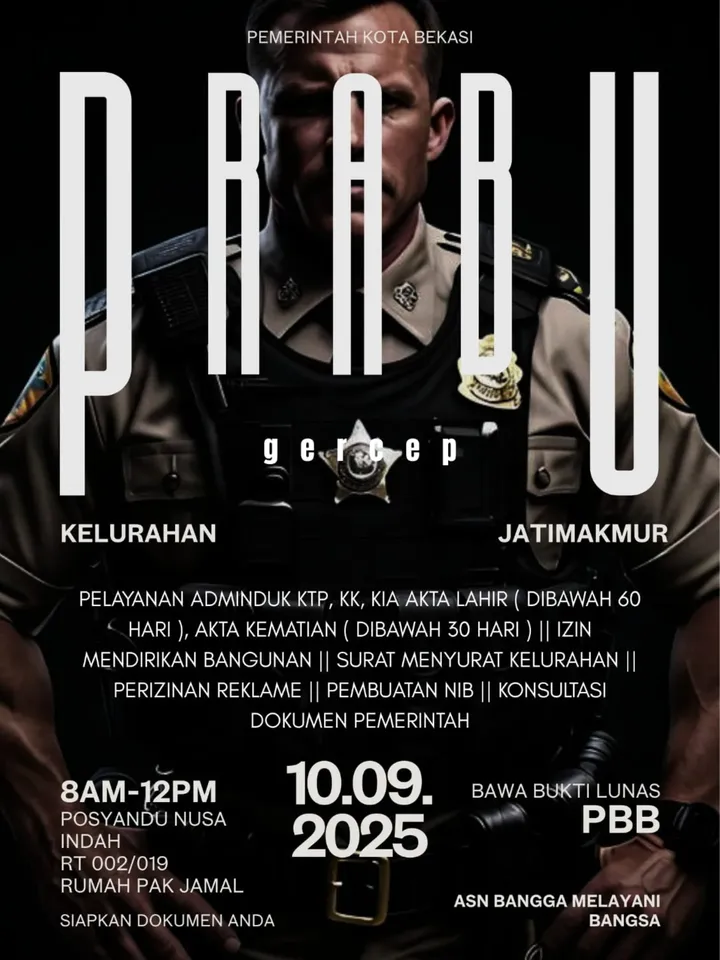 PEMERINTAH KOTA BEKASI
PRABU
gercep
KELURAHAN
JATIMAKMUR
PELAYANAN ADMINDUK KTP, KK, KIA AKTA LAHIR ( DIBAWAH 60
HARI ), AKTA KEMATIAN ( DIBAWAH 30 HARI ) || IZIN
MENDIRIKAN BANGUNAN || SURAT MENYURAT KELURAHAN ||
PERIZINAN REKLAME || PEMBUATAN NIB || KONSULTASI
DOKUMEN PEMERINTAH
8AM-12PM
POSYANDU NUSA
INDAH
RT 002/019
RUMAH PAK JAMAL
SIAPKAN DOKUMEN ANDA
10.09.
2025
BAWA BUKTI LUNAS
PBB
ASN BANGGA MELAYANI
BANGSA